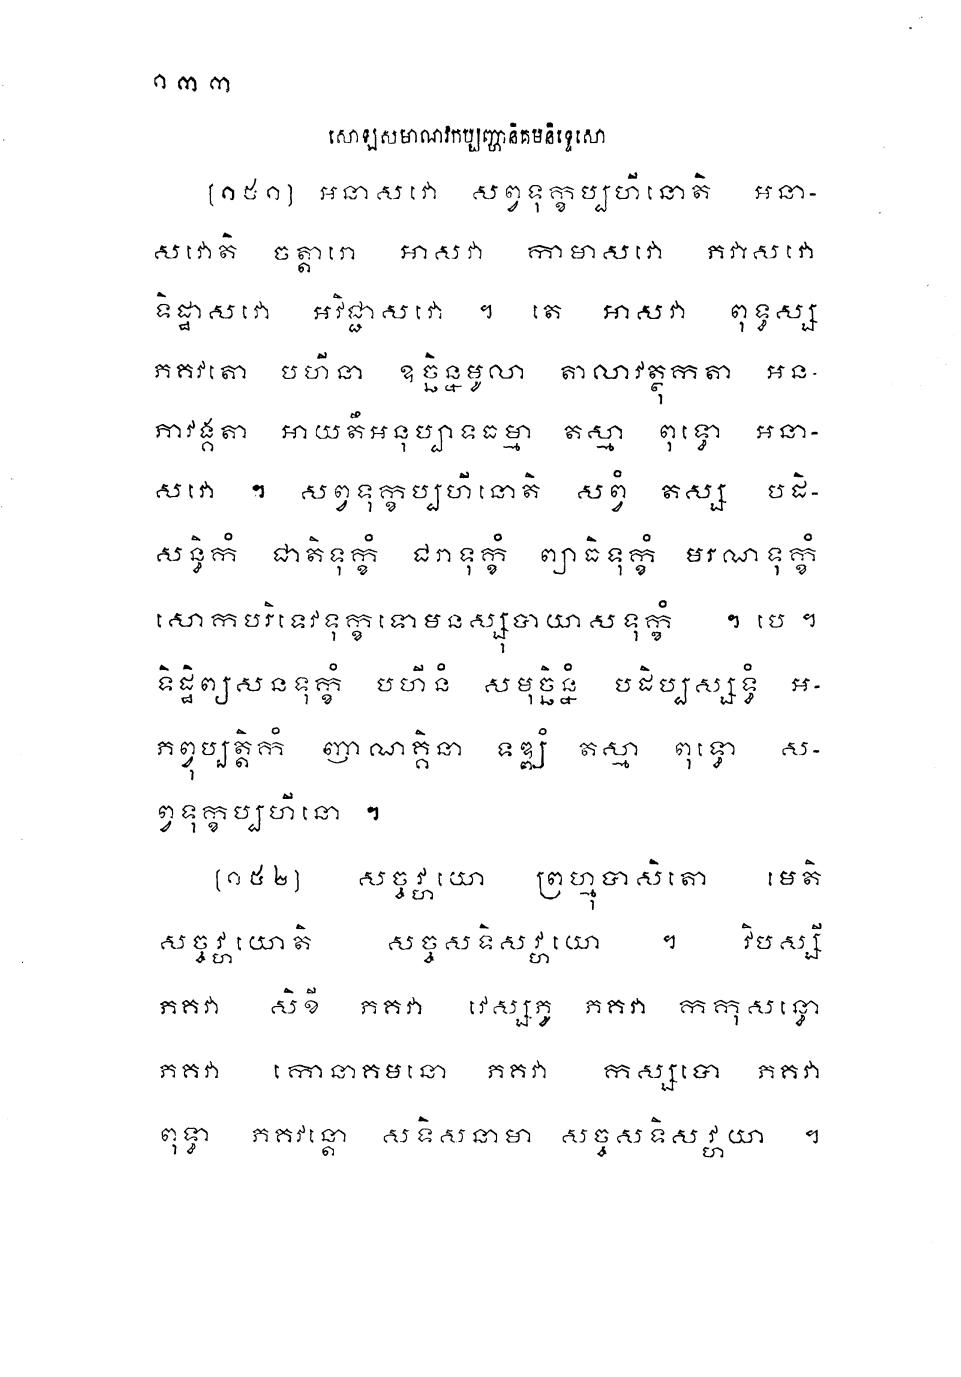 ១៣៣
សោឡសមាណវកប្បញ្ហានិគមនិទ្ទេសោ
[១៥១] អនាសវោ សព្វទុក្ខប្បហីនោតិ អនា-
សវោតិ ចត្តារោ អាសវា កាមាសវោ ភវាសវោ
ទិដ្ឋាសវោ អវិជ្ជាសវោ ។ តេ អាសវា ពុទ្ធស្ស
ភគវតោ បហីនា ឧច្ឆិន្នមូលា តាលាវត្ថុកតា អន-
ភាវង្កតា អាយតឹអនុប្បាទធម្មា តស្មា ពុទ្ធោ អនា-
សវោ ។ សព្វទុក្ខប្បហីនោតិ សព្វំ តស្ស បដិ-
សន្ធិកំ ជាតិទុក្ខំ ជរាទុក្ខំ ព្យាធិទុក្ខំ មរណទុក្ខំ
សោកបរិទេវទុក្ខទោមនស្សុបាយាសទុក្ខំ ។ បេ ។
ទិដ្ឋិព្យសនទុក្ខំ បហីនំ សមុច្ឆិន្នំ បដិប្បស្សទ្ធំ អ-
ភព្វុប្បត្តិកំ ញាណគ្គិនា ទឌ្ឍំ តស្មា ពុទ្ធោ ស-
ព្វទុក្ខប្បហីនោ ។
[១៥២] សច្ចវ្ហយោ ព្រហ្មុបាសិតោ មេតិ
សច្ចវ្ហយោតិ សច្ចសទិសវ្ហយោ ។ វិបស្សី
ភគវា សិខី ភគវា វេស្សភូ ភគវា កកុសន្ធោ
ភគវា កោនាគមនោ ភគវា កស្សបោ ភគវា
ពុទ្ធា ភគវន្តោ សទិសនាមា សច្ចសទិសវ្ហយា ។